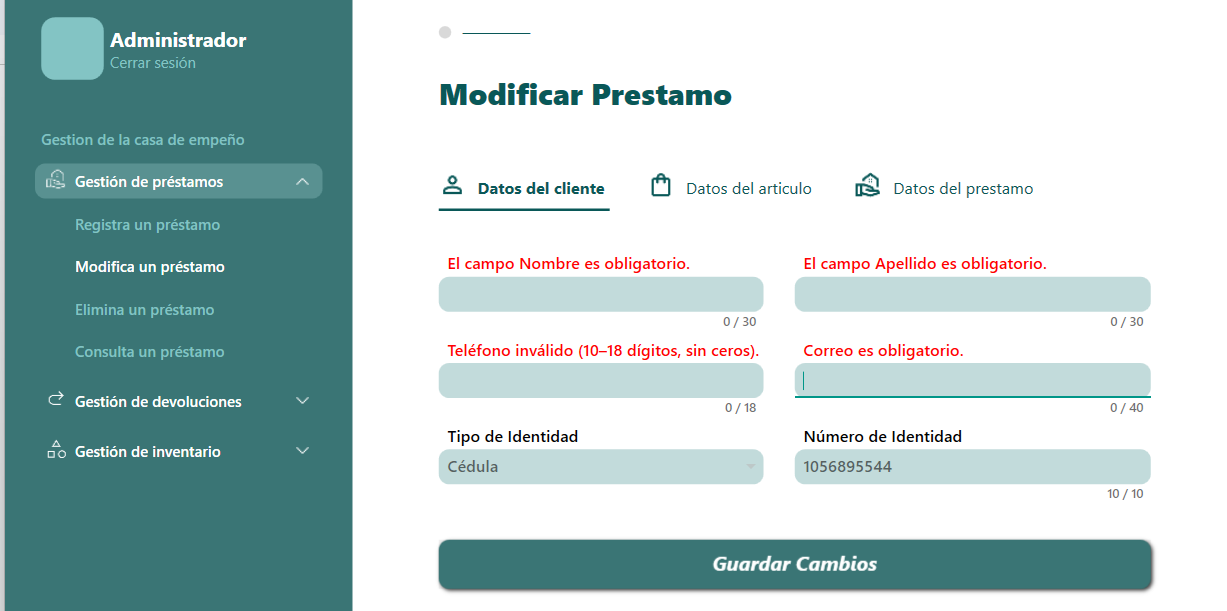 Administrador
Cerrar sesión
Gestion de la casa de empeño
Gestión de préstamos
Registra un préstamo
Modifica un préstamo
Elimina un préstamo
Consulta un préstamo
Gestión de devoluciones
Gestión de inventario
Modificar Prestamo
Datos del cliente
Datos del articulo
Datos del prestamo
El campo Nombre es obligatorio.
0 / 30
El campo Apellido es obligatorio.
0 / 30
Teléfono inválido (10–18 dígitos, sin ceros).
0 / 18
Correo es obligatorio.
0 / 40
Tipo de Identidad
Cédula
Número de Identidad
1056895544
10 / 10
Guardar Cambios